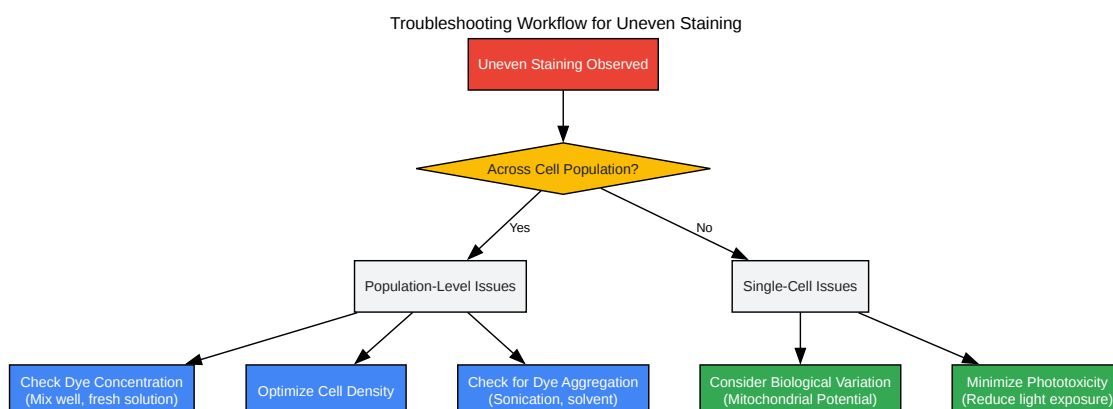 Troubleshooting Workflow for Uneven Staining
Uneven Staining Observed
Across Cell Population?
Yes
No
Population-Level Issues
Single-Cell Issues
Check Dye Concentration
(Mix well, fresh solution)
Optimize Cell Density
Check for Dye Aggregation
(Sonication, solvent)
Consider Biological Variation
(Mitochondrial Potential)
Minimize Phototoxicity
(Reduce light exposure)